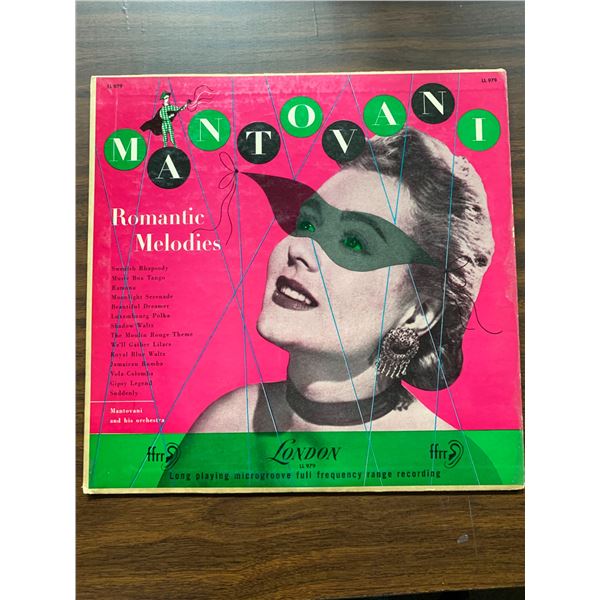 LL 979
LL 979
MANTOVANI
Romantic
Melodies
Swedish Rhapsody
Music Box Tango
Ramona
Moonlight Serenade
Beautiful Dreamer
Luxembourg Polka
Shadow Waltz
The Moulin Rouge Theme
We'll Gather Lilacs
Royal Blue Waltz
Jamaican Rumba
Vola Colomba
Gipsy Legend
Suddenly
Mantovani
and his orchestra
ffrr
LONDON
ffrr
LL 979
Long playing microgroove full frequency range recording